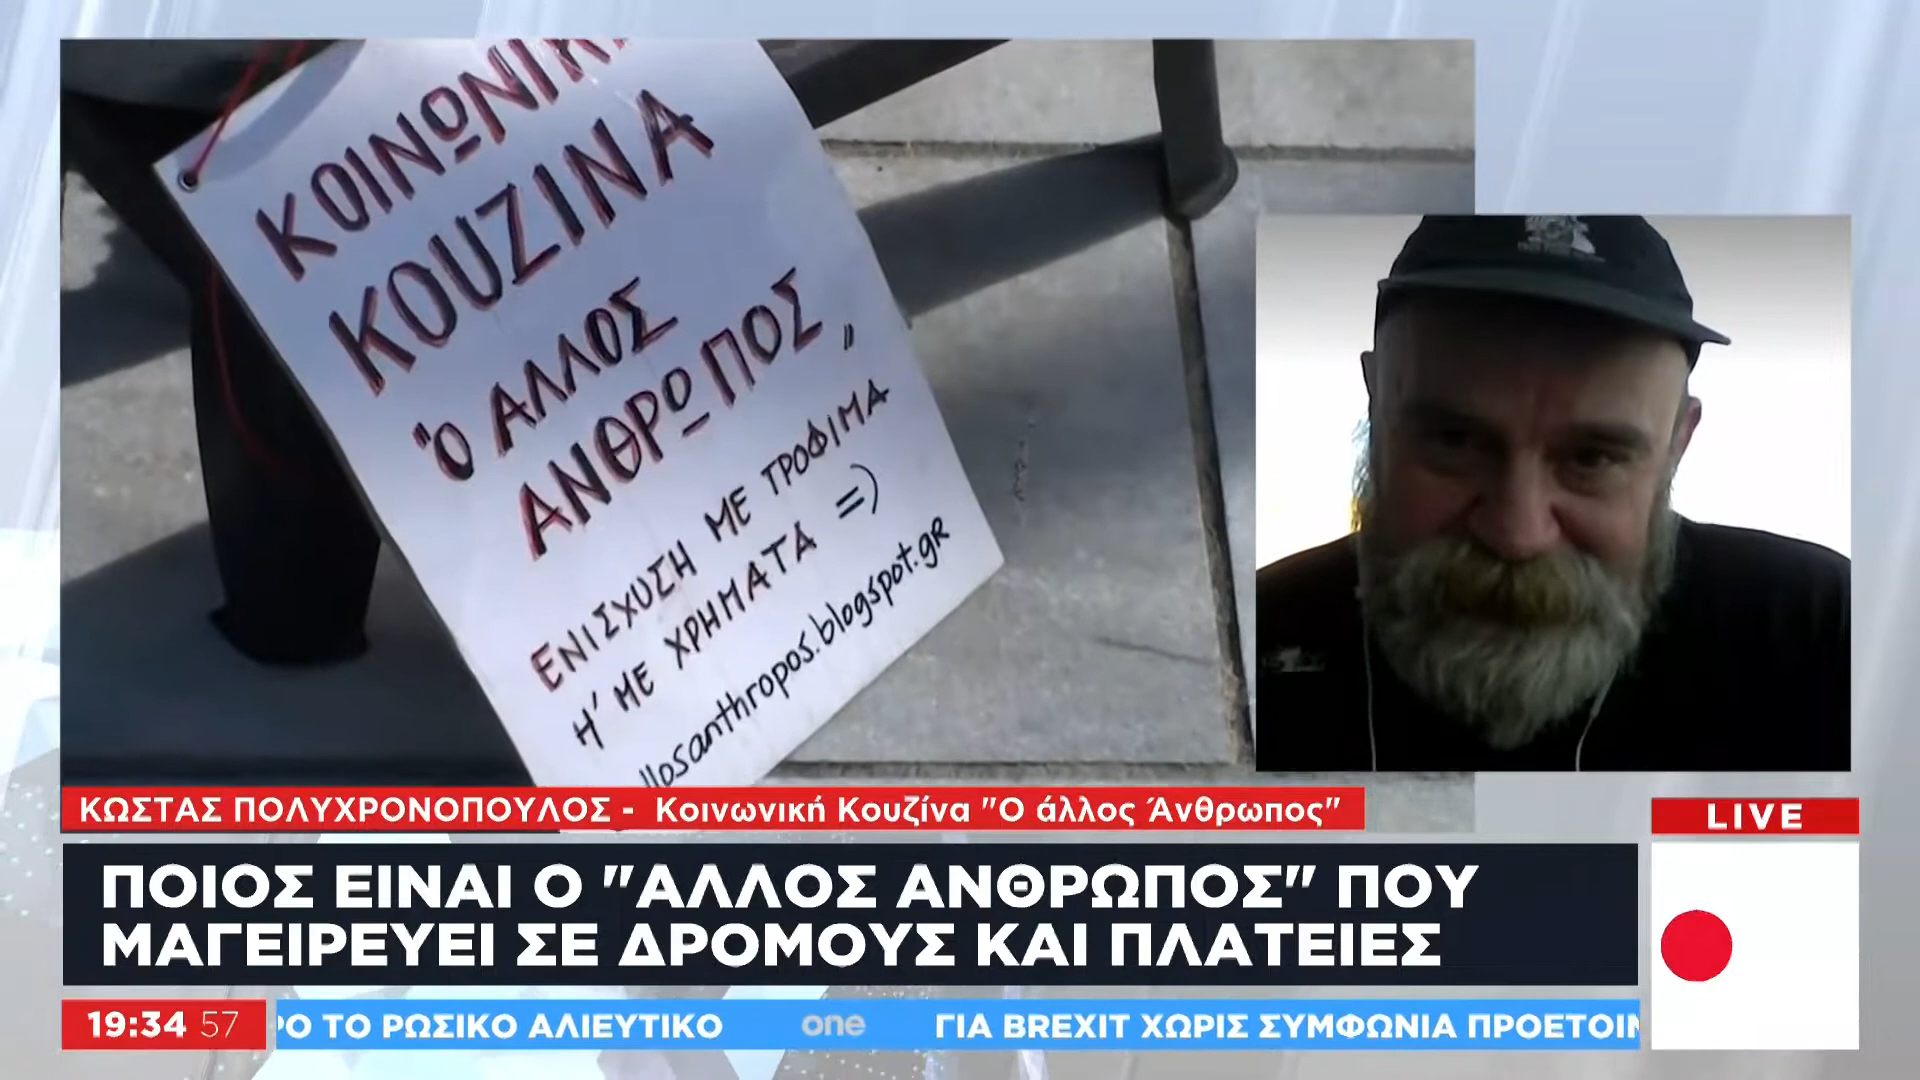 ΚΟΙΝΩΝΙΚ
ΚΟΥΖΙΝΑ
"Ο ΑΛΛΟΣ
ΑΝΘΡΩΠΟΣ"
ΕΝΙΣΧΥΣΗ ΜΕ ΤΡΟΦΙΜΑ
Η' ΜΕ ΧΡΗΜΑΤΑ =)
llosanthropos.blogspot.gr
ΚΩΣΤΑΣ ΠΟΛΥΧΡΟΝΟΠΟΥΛΟΣ - Κοινωνική Κουζίνα "Ο άλλος Άνθρωπος"
LIVE
ΠΟΙΟΣ ΕΙΝΑΙ Ο "ΑΛΛΟΣ ΑΝΘΡΩΠΟΣ" ΠΟΥ
ΜΑΓΕΙΡΕΥΕΙ ΣΕ ΔΡΟΜΟΥΣ ΚΑΙ ΠΛΑΤΕΙΕΣ
19:34 57 ΡΟ ΤΟ ΡΩΣΙΚΟ ΑΛΙΕΥΤΙΚΟ one ΓΙΑ BREXIT ΧΩΡΙΣ ΣΥΜΦΩΝΙΑ ΠΡΟΕΤΟΙΜ